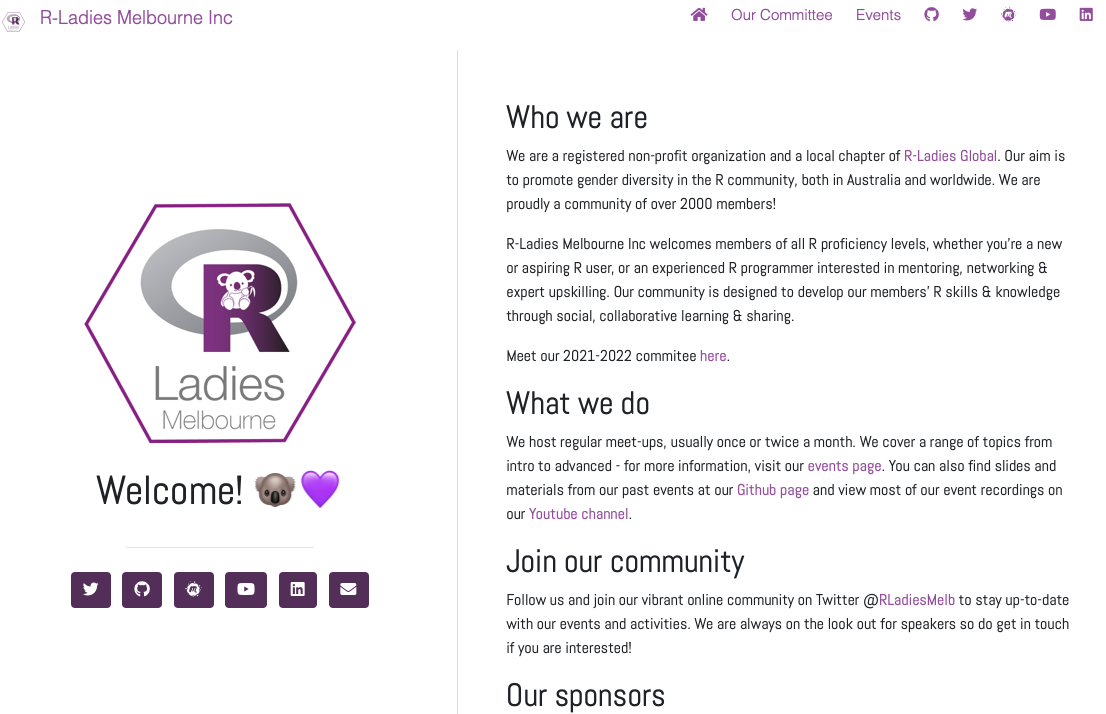 R-Ladies Melbourne Inc
Our Committee
Events
R
Ladies
Melbourne
Welcome! 🐨💜
Who we are
We are a registered non-profit organization and a local chapter of R-Ladies Global. Our aim is
to promote gender diversity in the R community, both in Australia and worldwide. We are
proudly a community of over 2000 members!
R-Ladies Melbourne Inc welcomes members of all R proficiency levels, whether you're a new
or aspiring R user, or an experienced R programmer interested in mentoring, networking &
expert upskilling. Our community is designed to develop our members' R skills & knowledge
through social, collaborative learning & sharing.
Meet our 2021-2022 commitee here.
What we do
We host regular meet-ups, usually once or twice a month. We cover a range of topics from
intro to advanced - for more information, visit our events page. You can also find slides and
materials from our past events at our Github page and view most of our event recordings on
our Youtube channel.
Join our community
Follow us and join our vibrant online community on Twitter @RLadiesMelb to stay up-to-date
with our events and activities. We are always on the look out for speakers so do get in touch
if you are interested!
Our sponsors